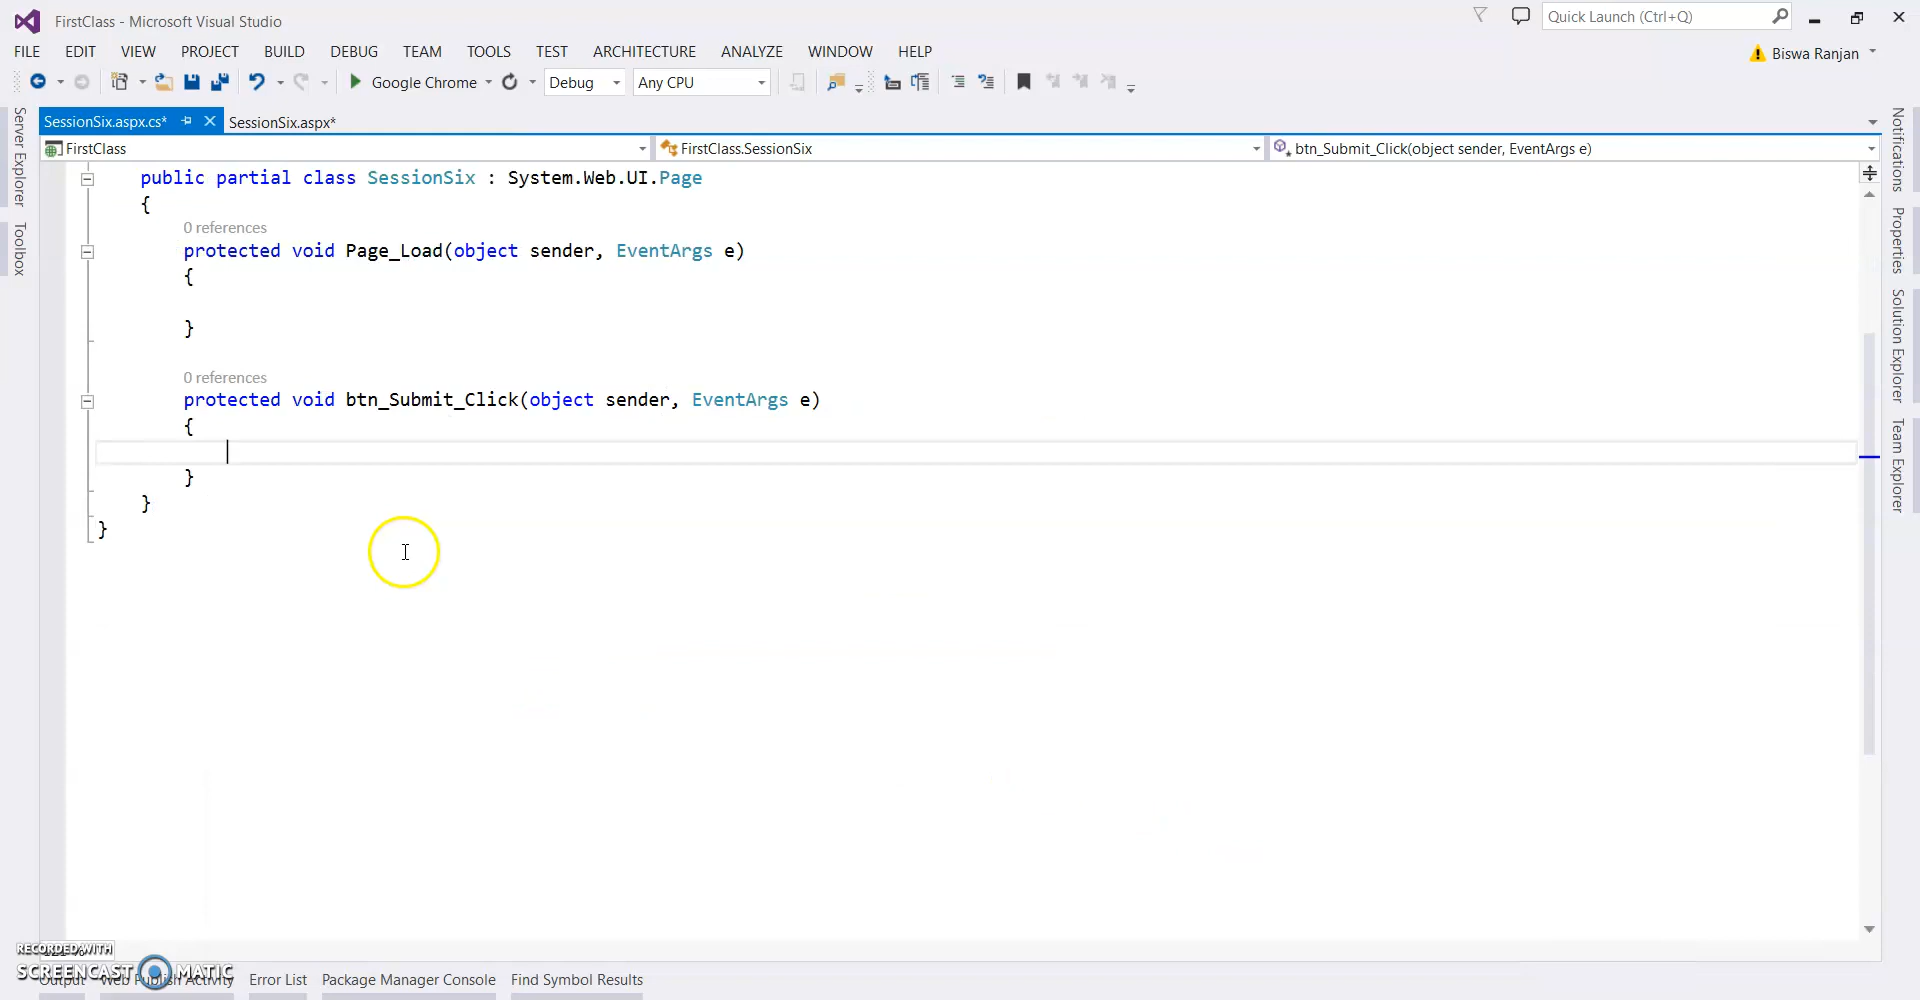 FirstClass - Microsoft Visual Studio
Quick Launch (Ctrl+Q)
FILE EDIT VIEW PROJECT BUILD DEBUG TEAM TOOLS TEST ARCHITECTURE ANALYZE WINDOW HELP
Biswa Ranjan
Google Chrome Debug Any CPU
SessionSix.aspx.cs* SessionSix.aspx*
FirstClass FirstClass.SessionSix btn_Submit_Click(object sender, EventArgs e)
Server Explorer
Toolbox
public partial class SessionSix : System.Web.UI.Page
{
0 references
protected void Page_Load(object sender, EventArgs e)
{
}
0 references
protected void btn_Submit_Click(object sender, EventArgs e)
{
}
}
}
Notifications
Properties
Solution Explorer
Team Explorer
RECORDED WITH
SCREENCAST MATIC
Output Web Publish Activity Error List Package Manager Console Find Symbol Results